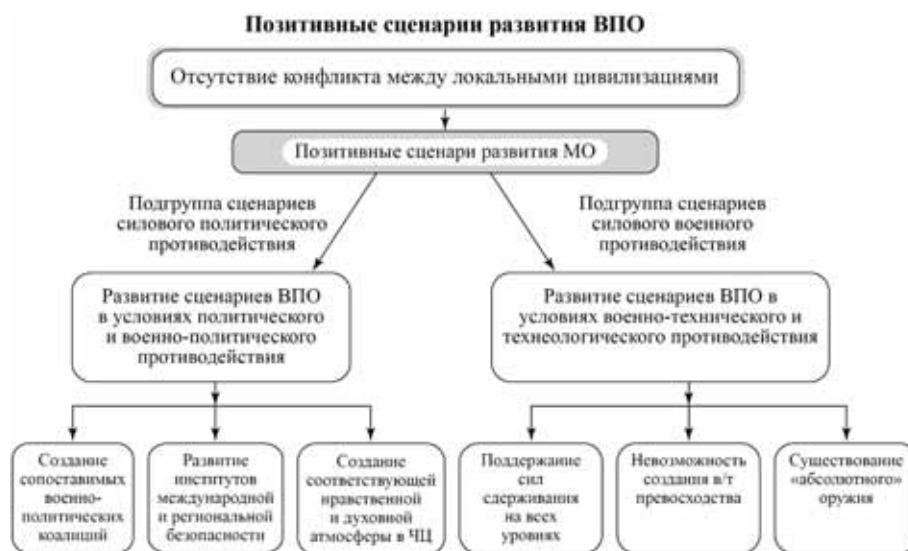 Позитивные сценарии развития ВПО
Отсутствие конфликта между локальными цивилизациями
Позитивные сценари развития МО
Подгруппа сценариев
силового политического
противодействия
Подгруппа сценариев
силового военного
противодействия
Развитие сценариев ВПО
в условиях политического
и военно-политического
противодействия
Развитие сценариев ВПО в
условиях военно-технического и
технеологического противодействия
Создание
сопоставимых
военно-
политических
коалиций
Развитие
институтов
международной
и региональной
безопасности
Создание
соответствующей
нравственной
и духовной
атмосферы в ЧЦ
Поддержание
сил
сдерживания
на всех
уровнях
Невозможность
создания в/т
превосходства
Существование
«абсолютного»
оружия